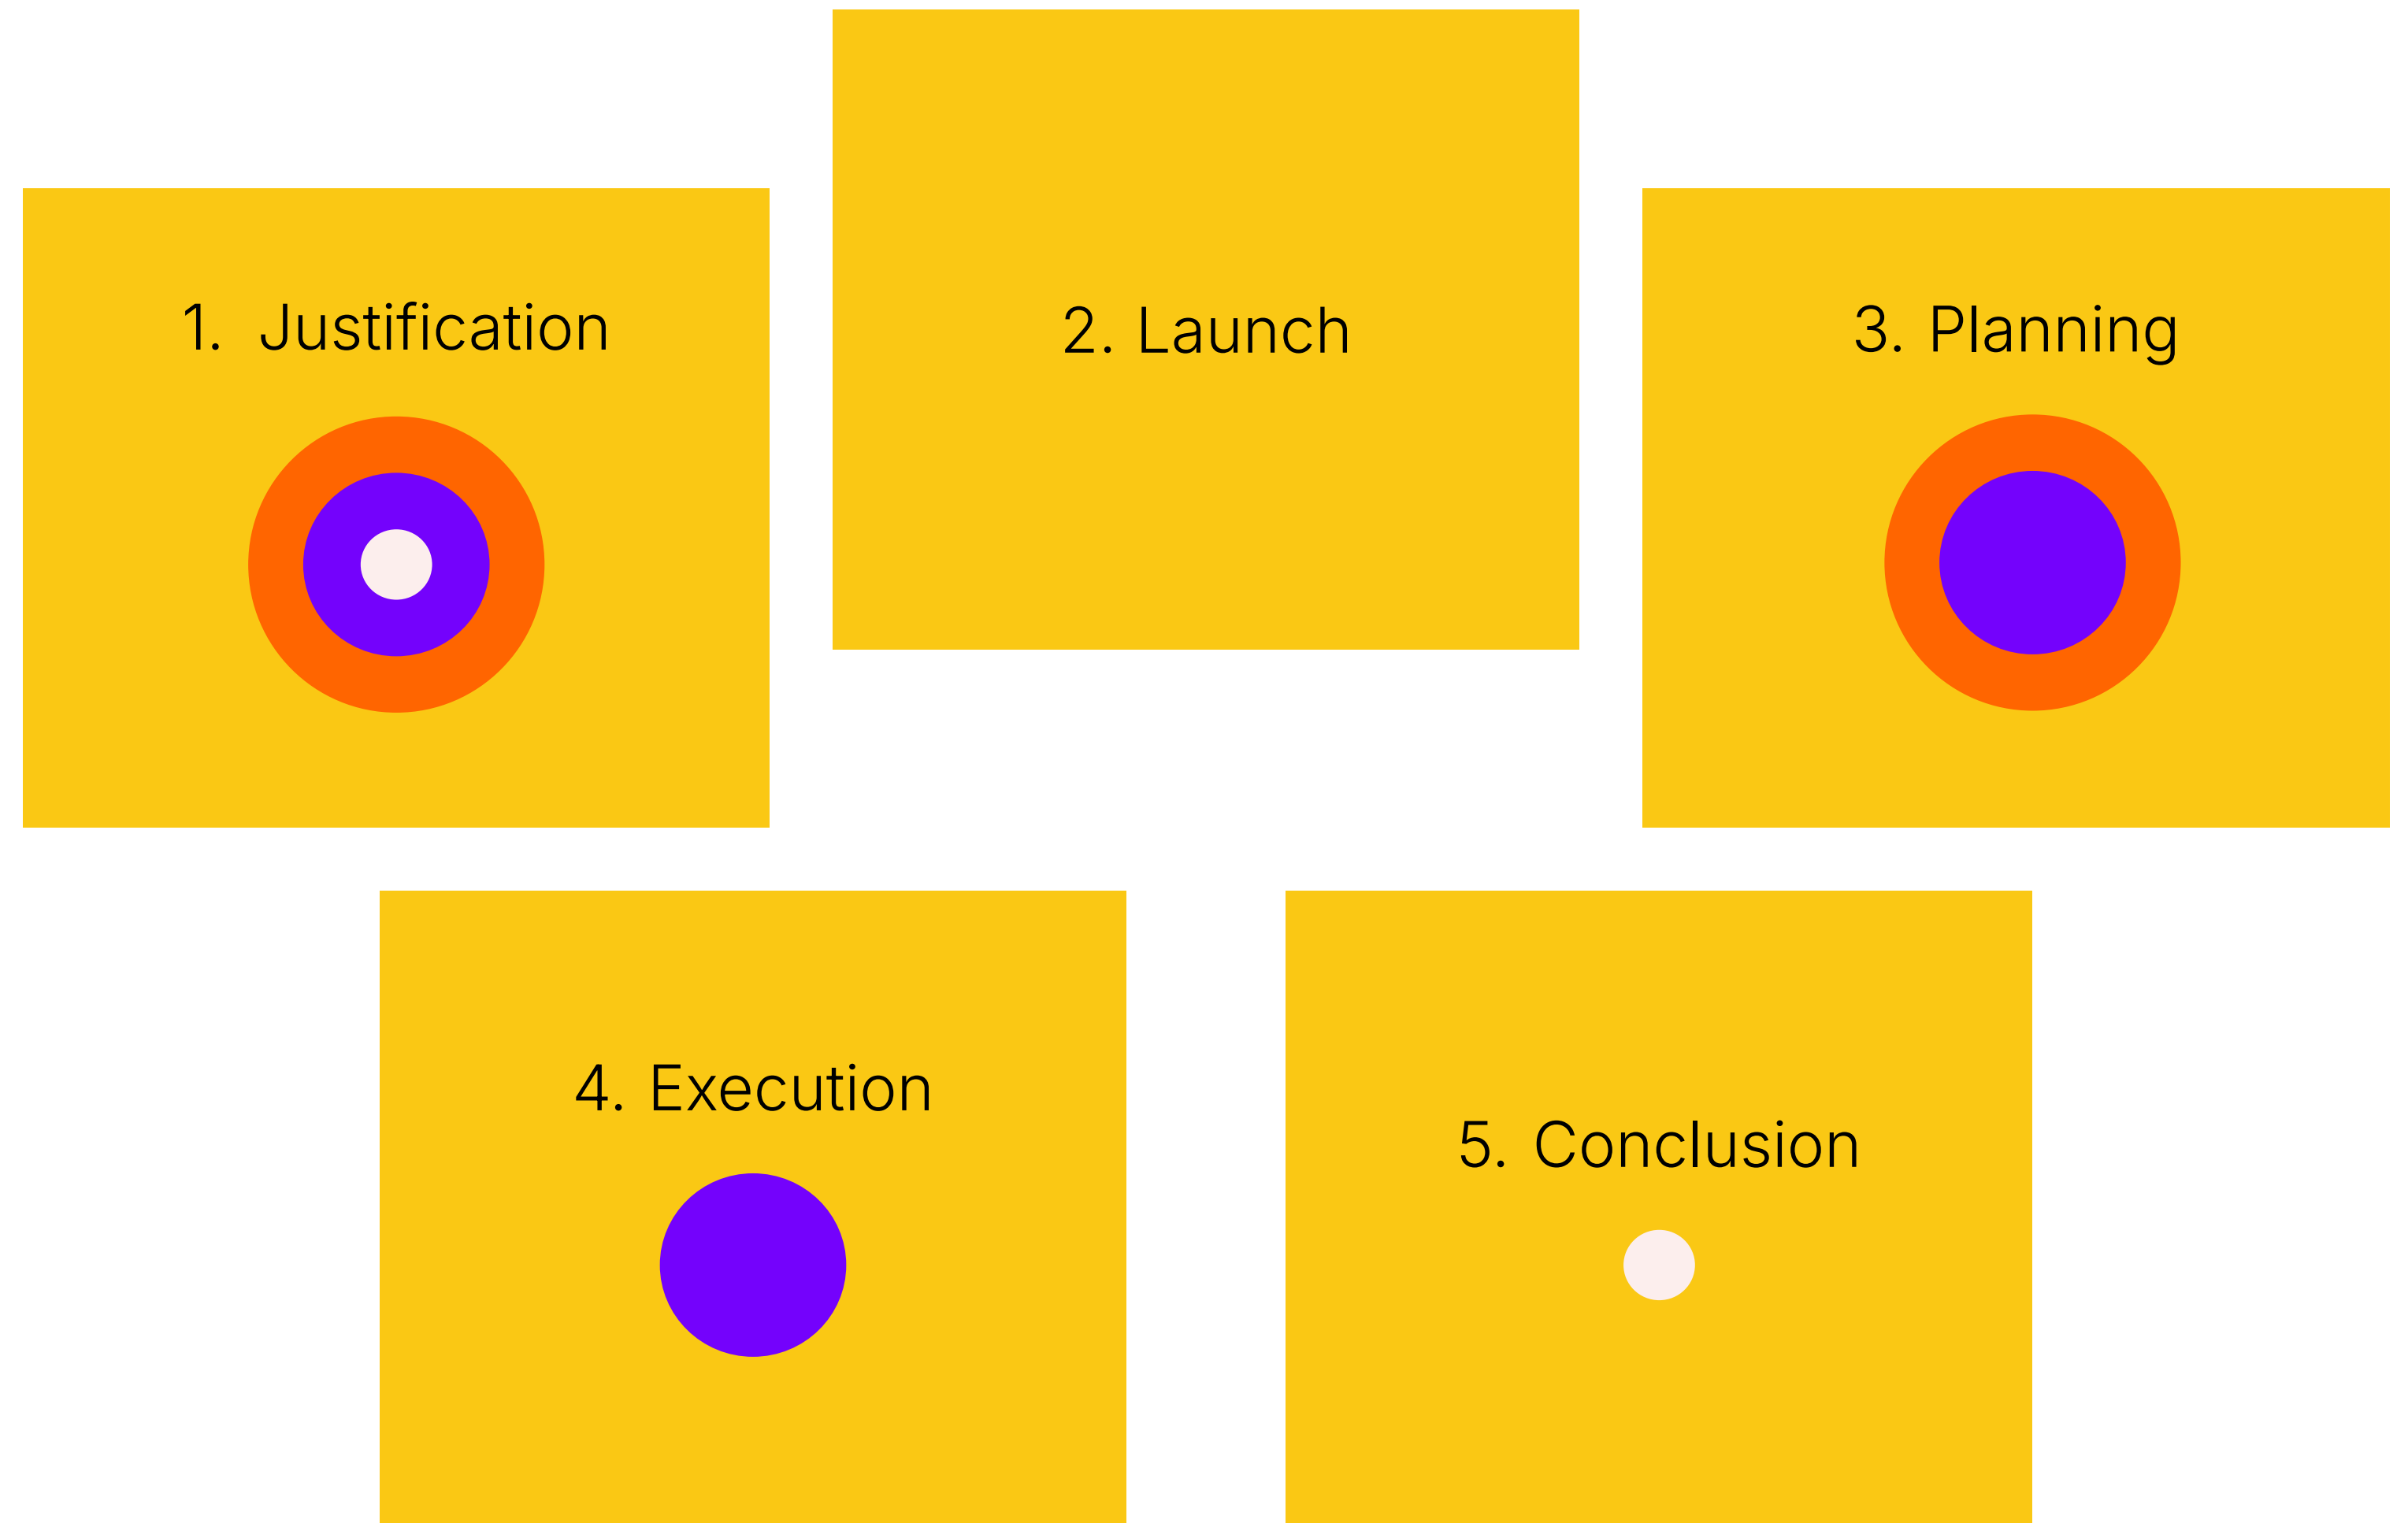 1. Justification
2. Launch
3. Planning
4. Execution
5. Conclusion